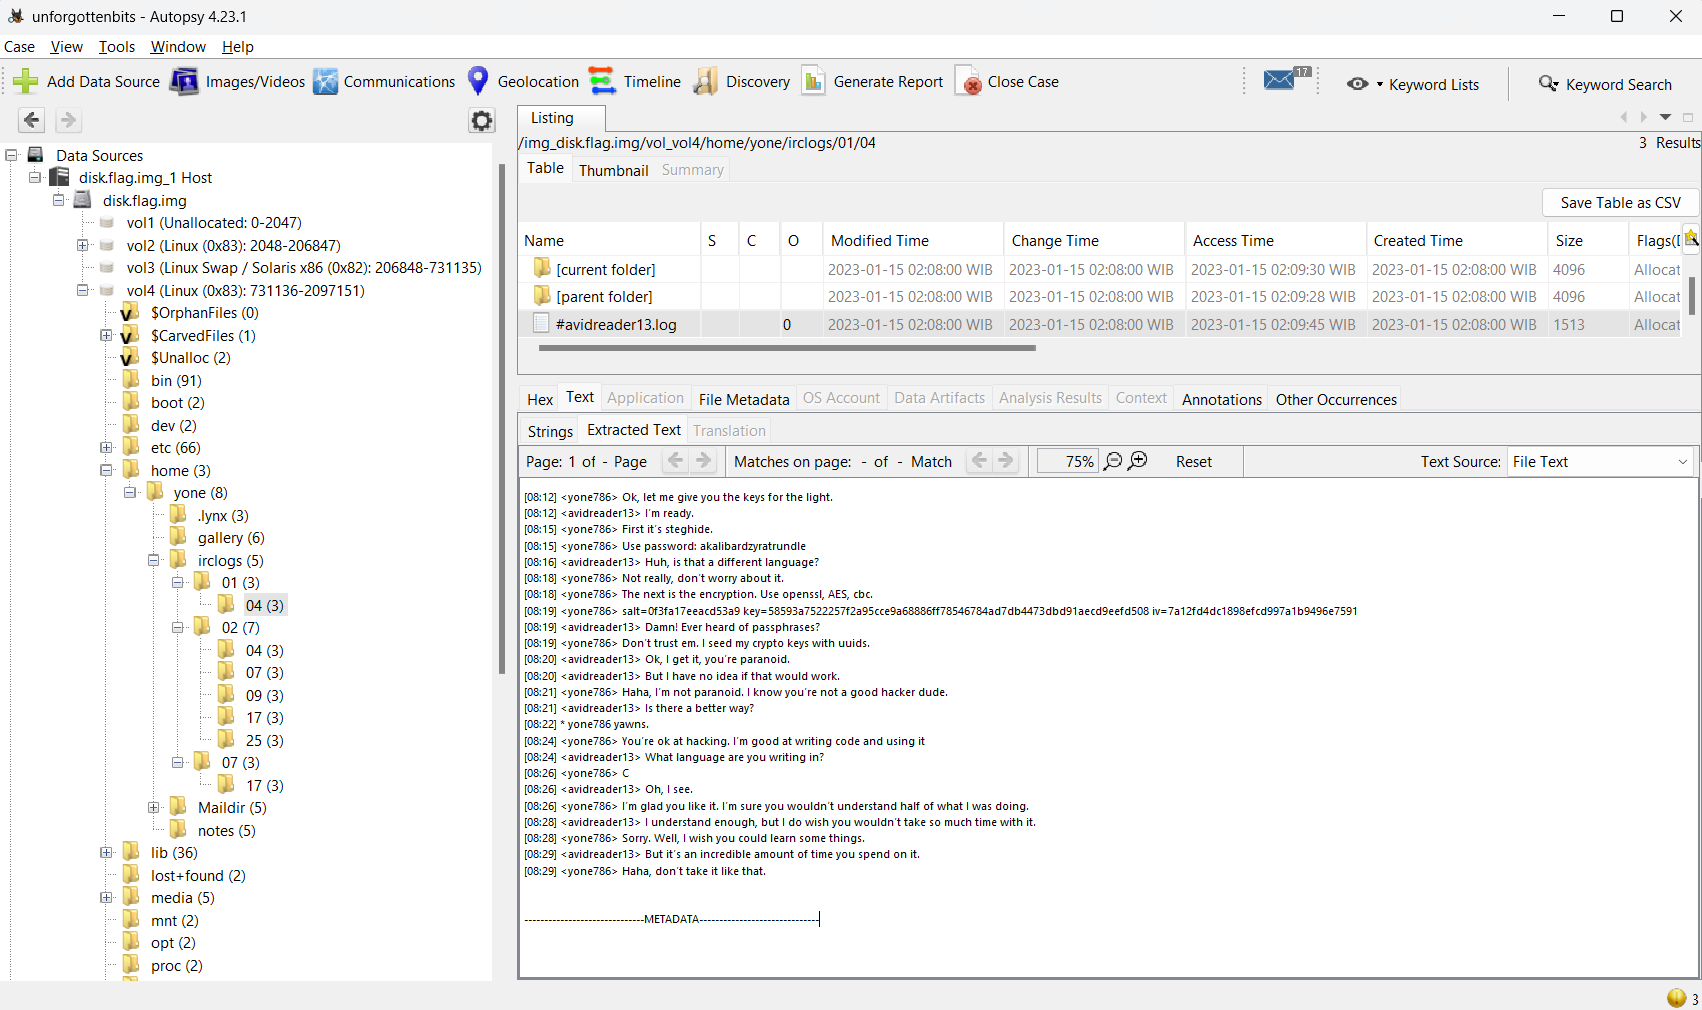 unforgottenbits - Autopsy 4.23.1
Case View Tools Window Help
Add Data Source Images/Videos Communications Geolocation Timeline Discovery Generate Report Close Case 17 Keyword Lists Keyword Search
Data Sources
disk.flag.img_1 Host
disk.flag.img
vol1 (Unallocated: 0-2047)
vol2 (Linux (0x83): 2048-206847)
vol3 (Linux Swap / Solaris x86 (0x82): 206848-731135)
vol4 (Linux (0x83): 731136-2097151)
$OrphanFiles (0)
$CarvedFiles (1)
$Unalloc (2)
bin (91)
boot (2)
dev (2)
etc (66)
home (3)
yone (8)
.lynx (3)
gallery (6)
irclogs (5)
01 (3)
04 (3)
02 (7)
04 (3)
07 (3)
09 (3)
17 (3)
25 (3)
07 (3)
17 (3)
Maildir (5)
notes (5)
lib (36)
lost+found (2)
media (5)
mnt (2)
opt (2)
proc (2)
Listing
/img_disk.flag.img/vol_vol4/home/yone/irclogs/01/04
3 Results
Table Thumbnail Summary
Save Table as CSV
Name S C O Modified Time Change Time Access Time Created Time Size Flags(D
[current folder] 2023-01-15 02:08:00 WIB 2023-01-15 02:08:00 WIB 2023-01-15 02:09:30 WIB 2023-01-15 02:08:00 WIB 4096 Allocat
[parent folder] 2023-01-15 02:08:00 WIB 2023-01-15 02:08:00 WIB 2023-01-15 02:09:28 WIB 2023-01-15 02:08:00 WIB 4096 Allocat
#avidreader13.log 0 2023-01-15 02:08:00 WIB 2023-01-15 02:08:00 WIB 2023-01-15 02:09:45 WIB 2023-01-15 02:08:00 WIB 1513 Allocat
Hex Text Application File Metadata OS Account Data Artifacts Analysis Results Context Annotations Other Occurrences
Strings Extracted Text Translation
Page: 1 of - Page Matches on page: - of - Match 75% Reset Text Source: File Text
[08:12] <yone786> Ok, let me give you the keys for the light.
[08:12] <avidreader13> I'm ready.
[08:15] <yone786> First it's steghide.
[08:15] <yone786> Use password: akalibardzyratrundle
[08:16] <avidreader13> Huh, is that a different language?
[08:18] <yone786> Not really, don't worry about it.
[08:18] <yone786> The next is the encryption. Use openssl, AES, cbc.
[08:19] <yone786> salt=0f3fa17eeacd53a9 key=58593a7522257f2a95cce9a68886ff78546784ad7db4473dbd91aecd9eefd508 iv=7a12fd4dc1898efcd997a1b9496e7591
[08:19] <avidreader13> Damn! Ever heard of passphrases?
[08:19] <yone786> Don't trust em. I seed my crypto keys with uuids.
[08:20] <avidreader13> Ok, I get it, you're paranoid.
[08:20] <avidreader13> But I have no idea if that would work.
[08:21] <yone786> Haha, I'm not paranoid. I know you're not a good hacker dude.
[08:21] <avidreader13> Is there a better way?
[08:22] * yone786 yawns.
[08:24] <yone786> You're ok at hacking. I'm good at writing code and using it
[08:24] <avidreader13> What language are you writing in?
[08:26] <yone786> C
[08:26] <avidreader13> Oh, I see.
[08:26] <yone786> I'm glad you like it. I'm sure you wouldn't understand half of what I was doing.
[08:28] <avidreader13> I understand enough, but I do wish you wouldn't take so much time with it.
[08:28] <yone786> Sorry. Well, I wish you could learn some things.
[08:29] <avidreader13> But it's an incredible amount of time you spend on it.
[08:29] <yone786> Haha, don't take it like that.
------------------------------METADATA------------------------------
3